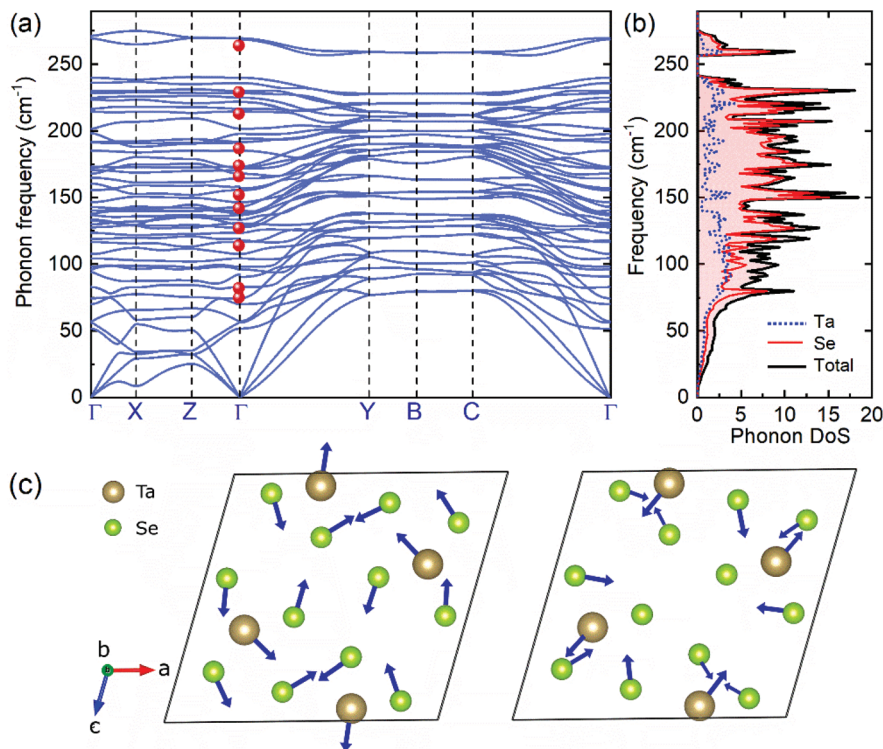 (a)
Phonon frequency (cm⁻¹)
250
200
150
100
50
0
Γ X Z Γ Y B C Γ
(b)
Frequency (cm⁻¹)
250
200
150
100
50
0
Ta
Se
Total
0 5 10 15 20
Phonon DoS
(c)
Ta
Se
b
a
c